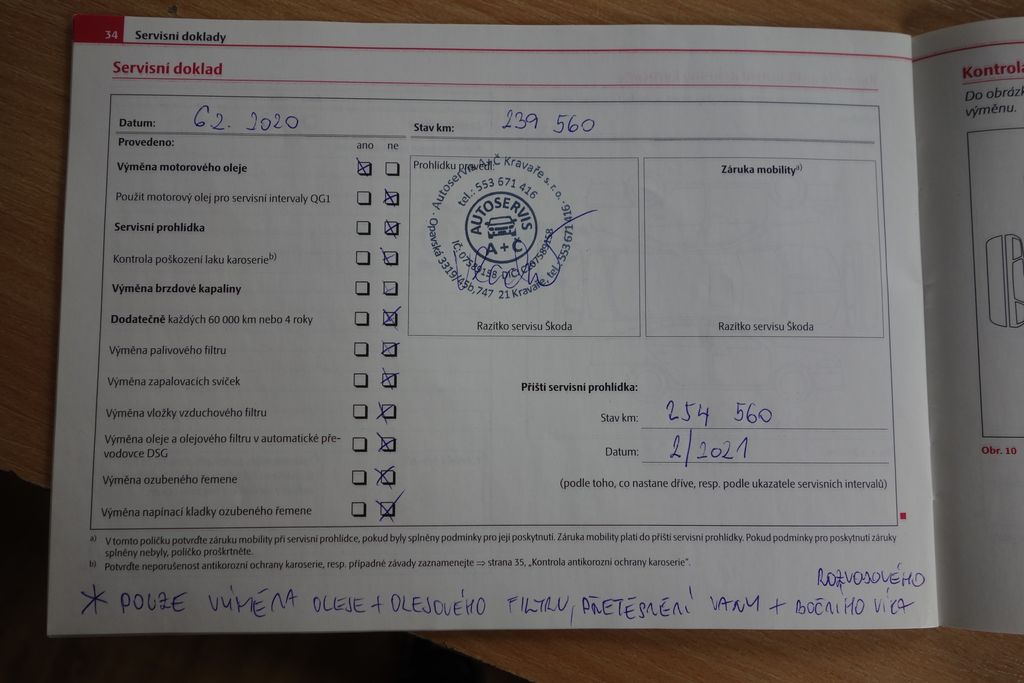 34 Servisní doklady
Servisní doklad
Datum: 6 2. 2020
Stav km: 239 560
Provedeno:
ano ne
Výměna motorového oleje
Použit motorový olej pro servisní intervaly QG1
Servisní prohlídka
Kontrola poškození laku karoserie b)
Výměna brzdové kapaliny
Dodatečně každých 60 000 km nebo 4 roky
Výměna palivového filtru
Výměna zapalovacích svíček
Výměna vložky vzduchového filtru
Výměna oleje a olejového filtru v automatické pře-
vodovce DSG
Výměna ozubeného řemene
Výměna napínací kladky ozubeného řemene
Prohlídku provedl:
Autoservis A+Č Kravaře s.r.o.
tel.: 553 671 416
AUTOSERVIS
A+Č
Opavská 3319/45b, 747 21 Kravaře, tel.: 553 671 416
Razítko servisu Škoda
Záruka mobility a)
Razítko servisu Škoda
Příští servisní prohlídka:
Stav km: 254 560
Datum: 2/2021
(podle toho, co nastane dříve, resp. podle ukazatele servisních intervalů)
a) V tomto políčku potvrďte záruku mobility při servisní prohlídce, pokud byly splněny podmínky pro její poskytnutí. Záruka mobility platí do příští servisní prohlídky. Pokud podmínky pro poskytnutí záruky
splněny nebyly, políčko proškrtněte.
b) Potvrďte neporušenost antikorozní ochrany karoserie, resp. případné závady zaznamenejte ⇒ strana 35, „Kontrola antikorozní ochrany karoserie“.
ROZVOSOVÉHO
* POUZE VÝMĚNA OLEJE + OLEJOVÉHO FILTRU, PŘETĚSNĚNÍ VANY + BOČNÍHO VÍKA
Kontrola
Do obráz
výměnu.
Obr. 10